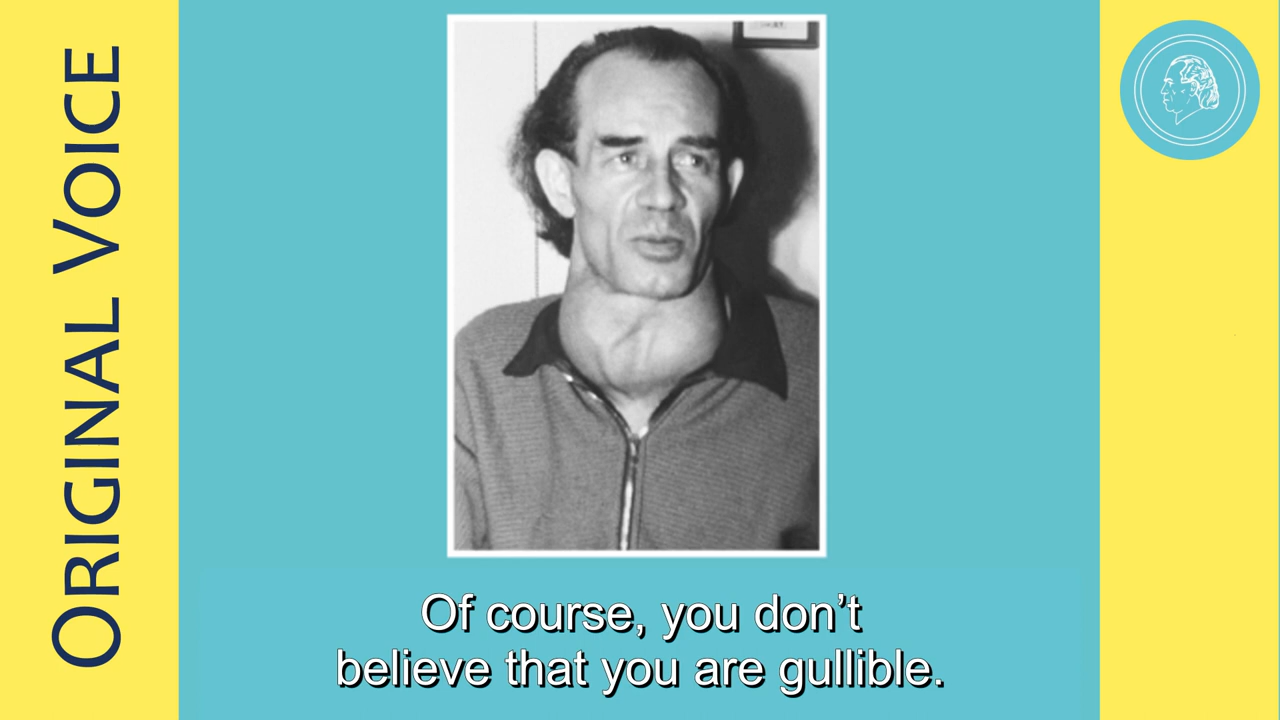 ORIGINAL VOICE
Of course, you don’t
believe that you are gullible.